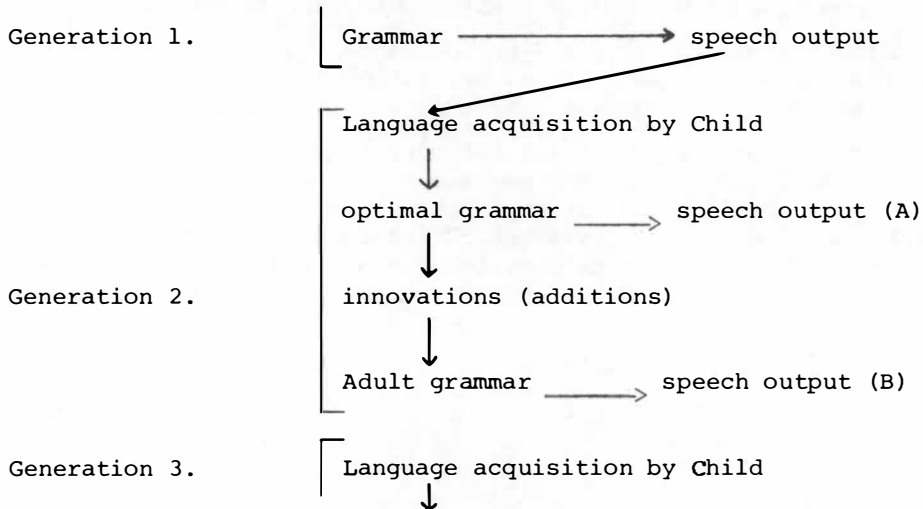 Generation 1. Grammar speech output
Language acquisition by Child
optimal grammar speech output (A)
Generation 2. innovations (additions)
Adult grammar speech output (B)
Generation 3. Language acquisition by Child